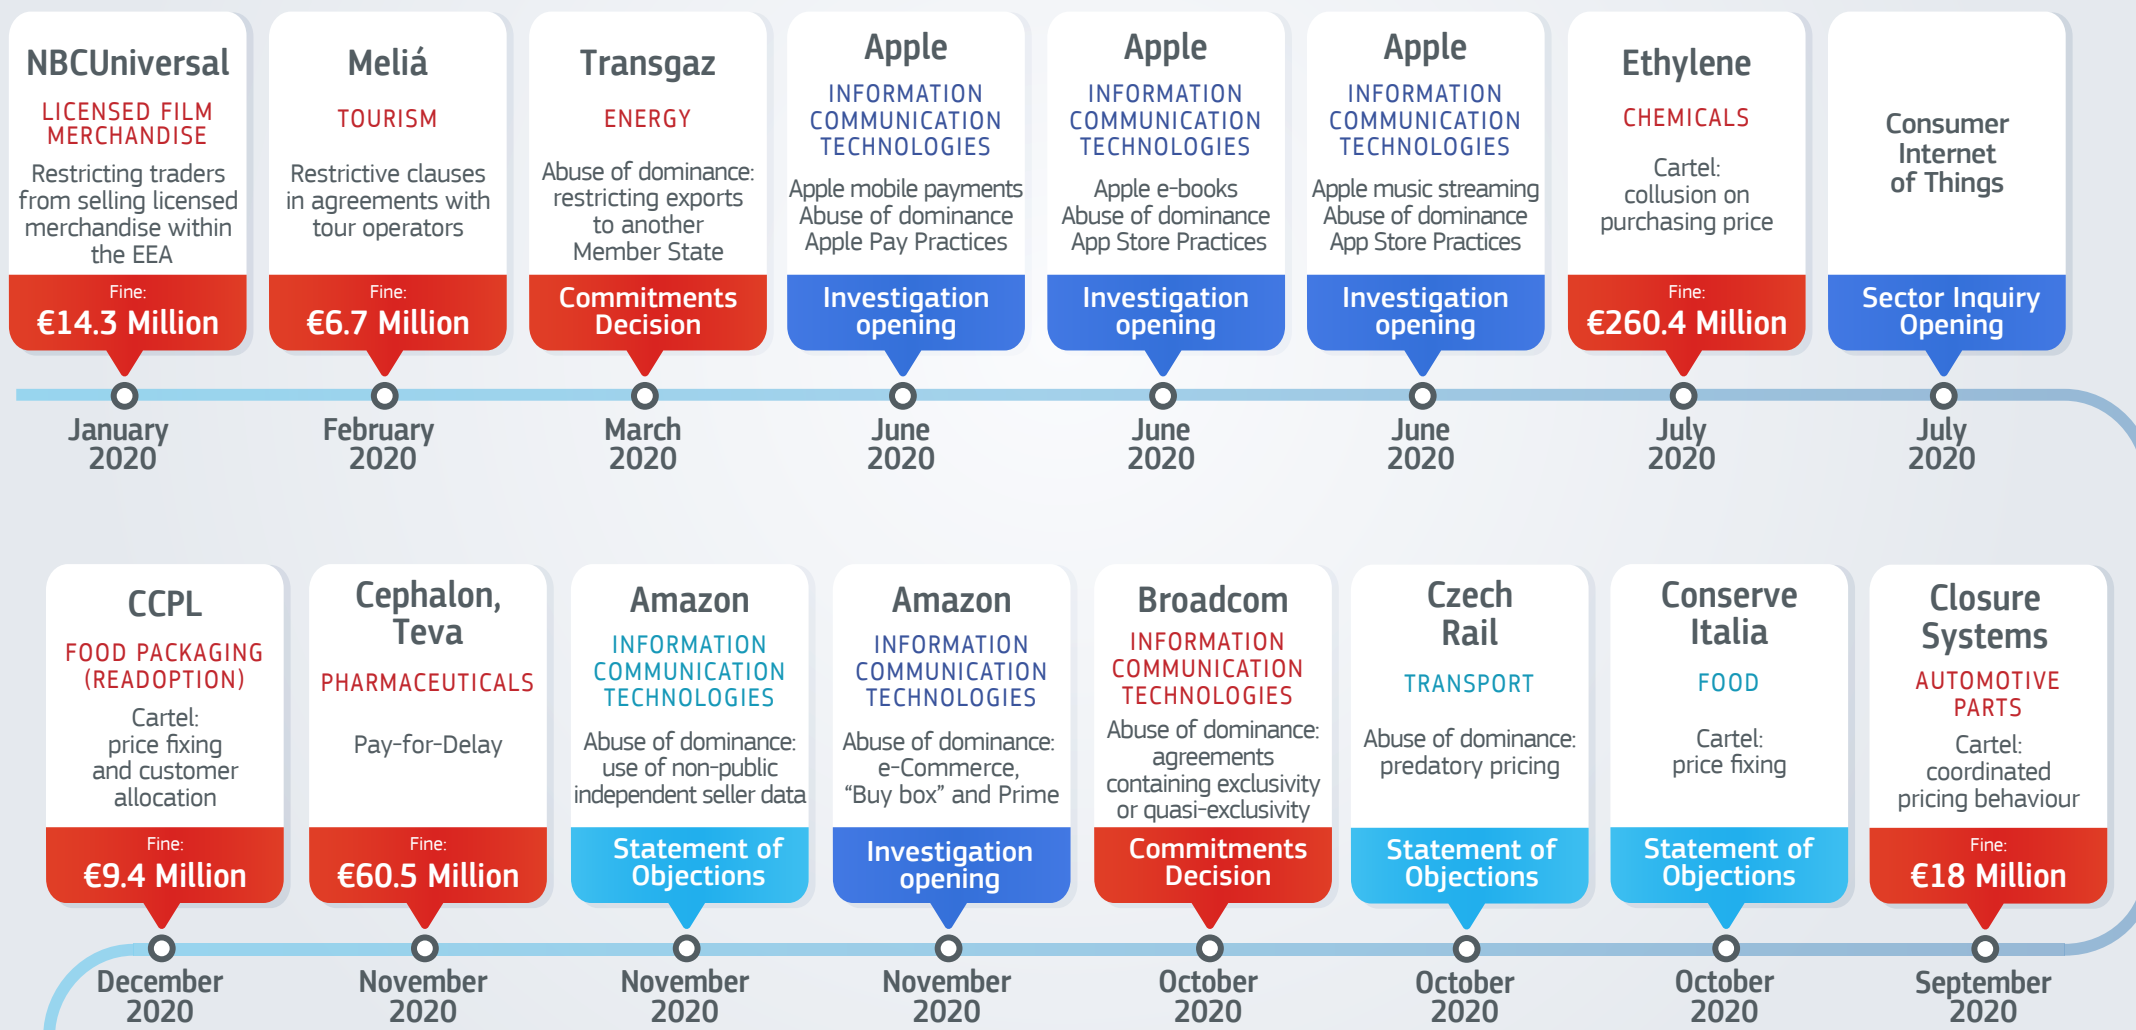 NBCUniversal
LICENSED FILM
MERCHANDISE
Restricting traders
from selling licensed
merchandise within
the EEA
Fine:
€14.3 Million
January
2020
Meliá
TOURISM
Restrictive clauses
in agreements with
tour operators
Fine:
€6.7 Million
February
2020
Transgaz
ENERGY
Abuse of dominance:
restricting exports
to another
Member State
Commitments
Decision
March
2020
Apple
INFORMATION
COMMUNICATION
TECHNOLOGIES
Apple mobile payments
Abuse of dominance
Apple Pay Practices
Investigation
opening
June
2020
Apple
INFORMATION
COMMUNICATION
TECHNOLOGIES
Apple e-books
Abuse of dominance
App Store Practices
Investigation
opening
June
2020
Apple
INFORMATION
COMMUNICATION
TECHNOLOGIES
Apple music streaming
Abuse of dominance
App Store Practices
Investigation
opening
June
2020
Ethylene
CHEMICALS
Cartel:
collusion on
purchasing price
Fine:
€260.4 Million
July
2020
Consumer
Internet
of Things
Sector Inquiry
Opening
July
2020
CCPL
FOOD PACKAGING
(READOPTION)
Cartel:
price fixing
and customer
allocation
Fine:
€9.4 Million
December
2020
Cephalon,
Teva
PHARMACEUTICALS
Pay-for-Delay
Fine:
€60.5 Million
November
2020
Amazon
INFORMATION
COMMUNICATION
TECHNOLOGIES
Abuse of dominance:
use of non-public
independent seller data
Statement of
Objections
November
2020
Amazon
INFORMATION
COMMUNICATION
TECHNOLOGIES
Abuse of dominance:
e-Commerce,
“Buy box” and Prime
Investigation
opening
November
2020
Broadcom
INFORMATION
COMMUNICATION
TECHNOLOGIES
Abuse of dominance:
agreements
containing exclusivity
or quasi-exclusivity
Commitments
Decision
October
2020
Czech
Rail
TRANSPORT
Abuse of dominance:
predatory pricing
Statement of
Objections
October
2020
Conserve
Italia
FOOD
Cartel:
price fixing
Statement of
Objections
October
2020
Closure
Systems
AUTOMOTIVE
PARTS
Cartel:
coordinated
pricing behaviour
Fine:
€18 Million
September
2020